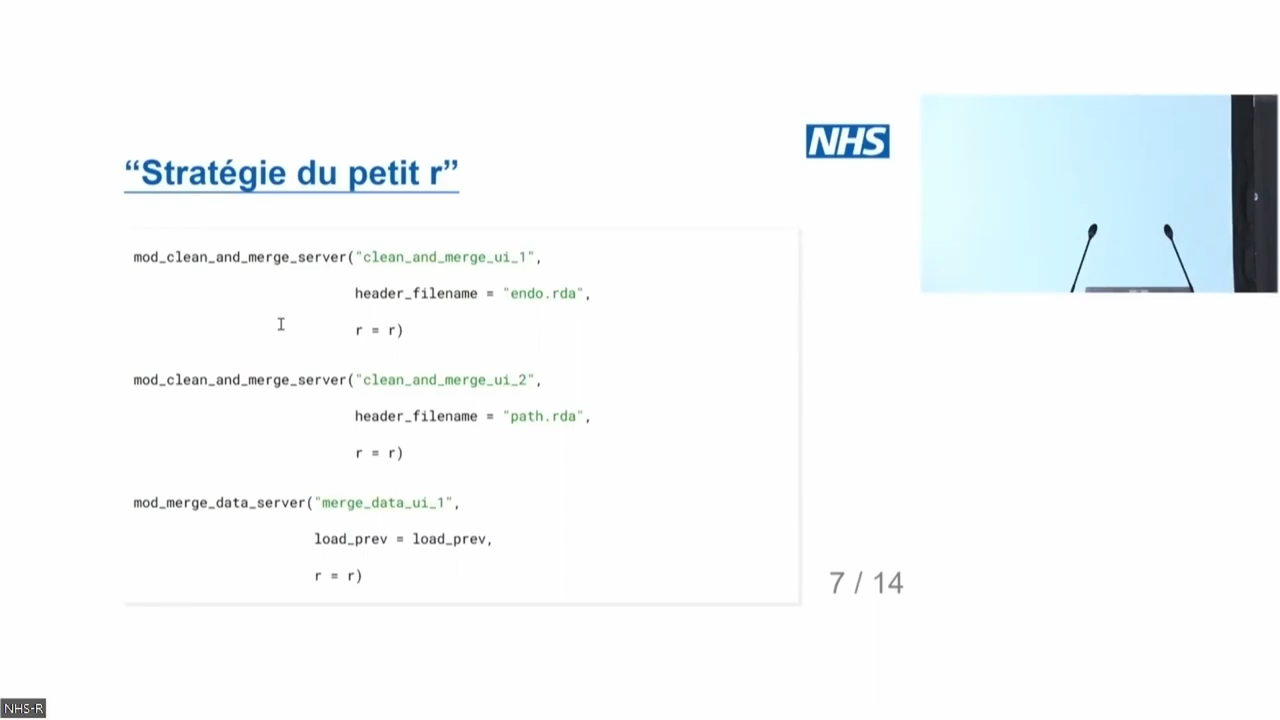 NHS
“Stratégie du petit r”
mod_clean_and_merge_server("clean_and_merge_ui_1",
header_filename = "endo.rda",
r = r)
mod_clean_and_merge_server("clean_and_merge_ui_2",
header_filename = "path.rda",
r = r)
mod_merge_data_server("merge_data_ui_1",
load_prev = load_prev,
r = r)
7 / 14
NHS-R